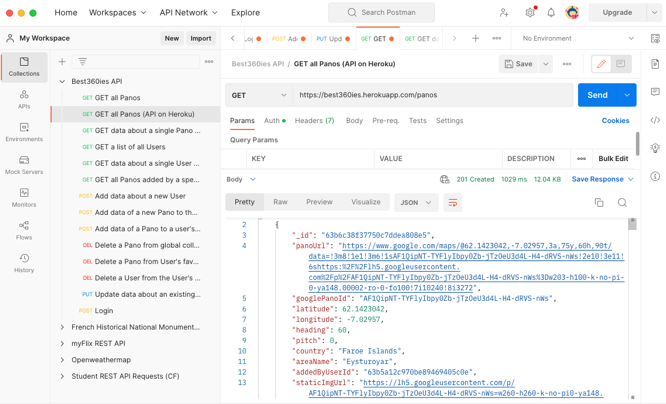 Home
Workspaces
API Network
Explore
Search Postman
Upgrade
My Workspace
New
Import
POST
PUT
GET
GET
No Environment
Collections
APIs
Environments
Mock Servers
Monitors
Flows
History
Best360ies API
GET GET all Panos
GET GET all Panos (API on Heroku)
GET GET data about a single Pano ...
GET GET a list of all Users
GET GET data about a single User ...
GET GET all Panos added by a spe...
POST Add data about a new User
POST Add data of a new Pano to th...
POST Add data of a Pano to a user's...
DEL Delete a Pano from global coll...
DEL Delete a Pano from User's fav...
DEL Delete a User from the User's ...
PUT Update data about an existing...
POST Login
French Historical National Monument...
myFlix REST API
Openweathermap
Student REST API Requests (CF)
Best360ies API / GET all Panos (API on Heroku)
Save
GET
https://best360ies.herokuapp.com/panos
Send
Params
Auth
Headers (7)
Body
Pre-req.
Tests
Settings
Cookies
Query Params
KEY
VALUE
DESCRIPTION
Bulk Edit
Body
201 Created
1029 ms
12.04 KB
Save Response
Pretty
Raw
Preview
Visualize
JSON
2 {
3 "_id": "63b6c38f37750c7ddea808e5",
4 "panoUrl": "https://www.google.com/maps/@62.1423042,-7.02957,3a,75y,60h,90t/
data=!3m8!1e1!3m6!1sAF1QipNT-TYFlyIbpy0Zb-jTzOeU3d4L-H4-dRVS-nWs!2e10!3e11!
6shttps:%2F%2Flh5.googleusercontent.
com%2Fp%2FAF1QipNT-TYFlyIbpy0Zb-jTzOeU3d4L-H4-dRVS-nWs%3Dw203-h100-k-no-pi-
0-ya148.00002-ro-0-fo100!7i10240!8i3272",
5 "googlePanoId": "AF1QipNT-TYFlyIbpy0Zb-jTzOeU3d4L-H4-dRVS-nWs",
6 "latitude": 62.1423042,
7 "longitude": -7.02957,
8 "heading": 60,
9 "pitch": 0,
10 "country": "Faroe Islands",
11 "areaName": "Eysturoyar",
12 "addedByUserId": "63b5a12c970be89469405c0e",
13 "staticImgUrl": "https://lh5.googleusercontent.com/p/
AF1QipNT-TYFlyIbpy0Zb-jTzOeU3d4L-H4-dRVS-nWs=w260-h260-k-no-pi0-ya148.